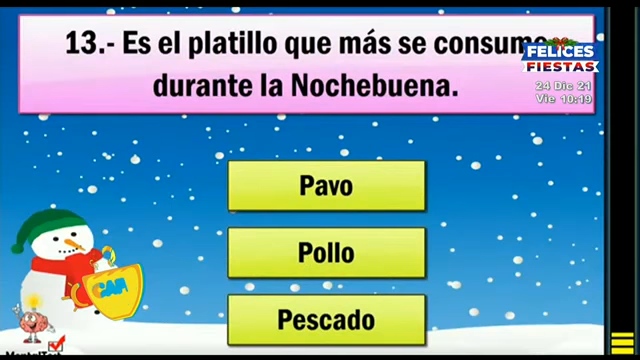 13.- Es el platillo que más se consume
durante la Nochebuena.
FELICES
FIESTAS
24 Dic 21
Vie 10:19
Pavo
Pollo
Pescado